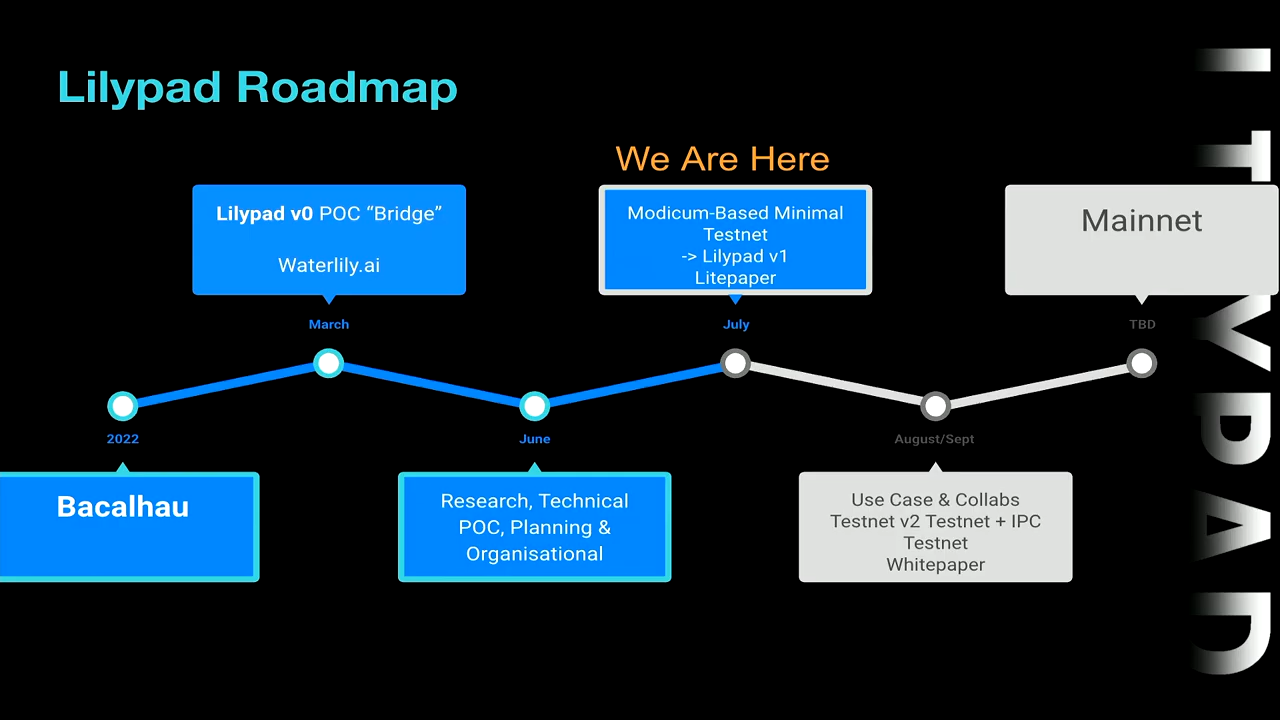 Lilypad Roadmap
We Are Here
Lilypad v0 POC “Bridge”
Waterlily.ai
Modicum-Based Minimal
Testnet
-> Lilypad v1
Litepaper
Mainnet
March
July
TBD
2022
June
August/Sept
Bacalhau
Research, Technical
POC, Planning &
Organisational
Use Case & Collabs
Testnet v2 Testnet + IPC
Testnet
Whitepaper
LILYPAD